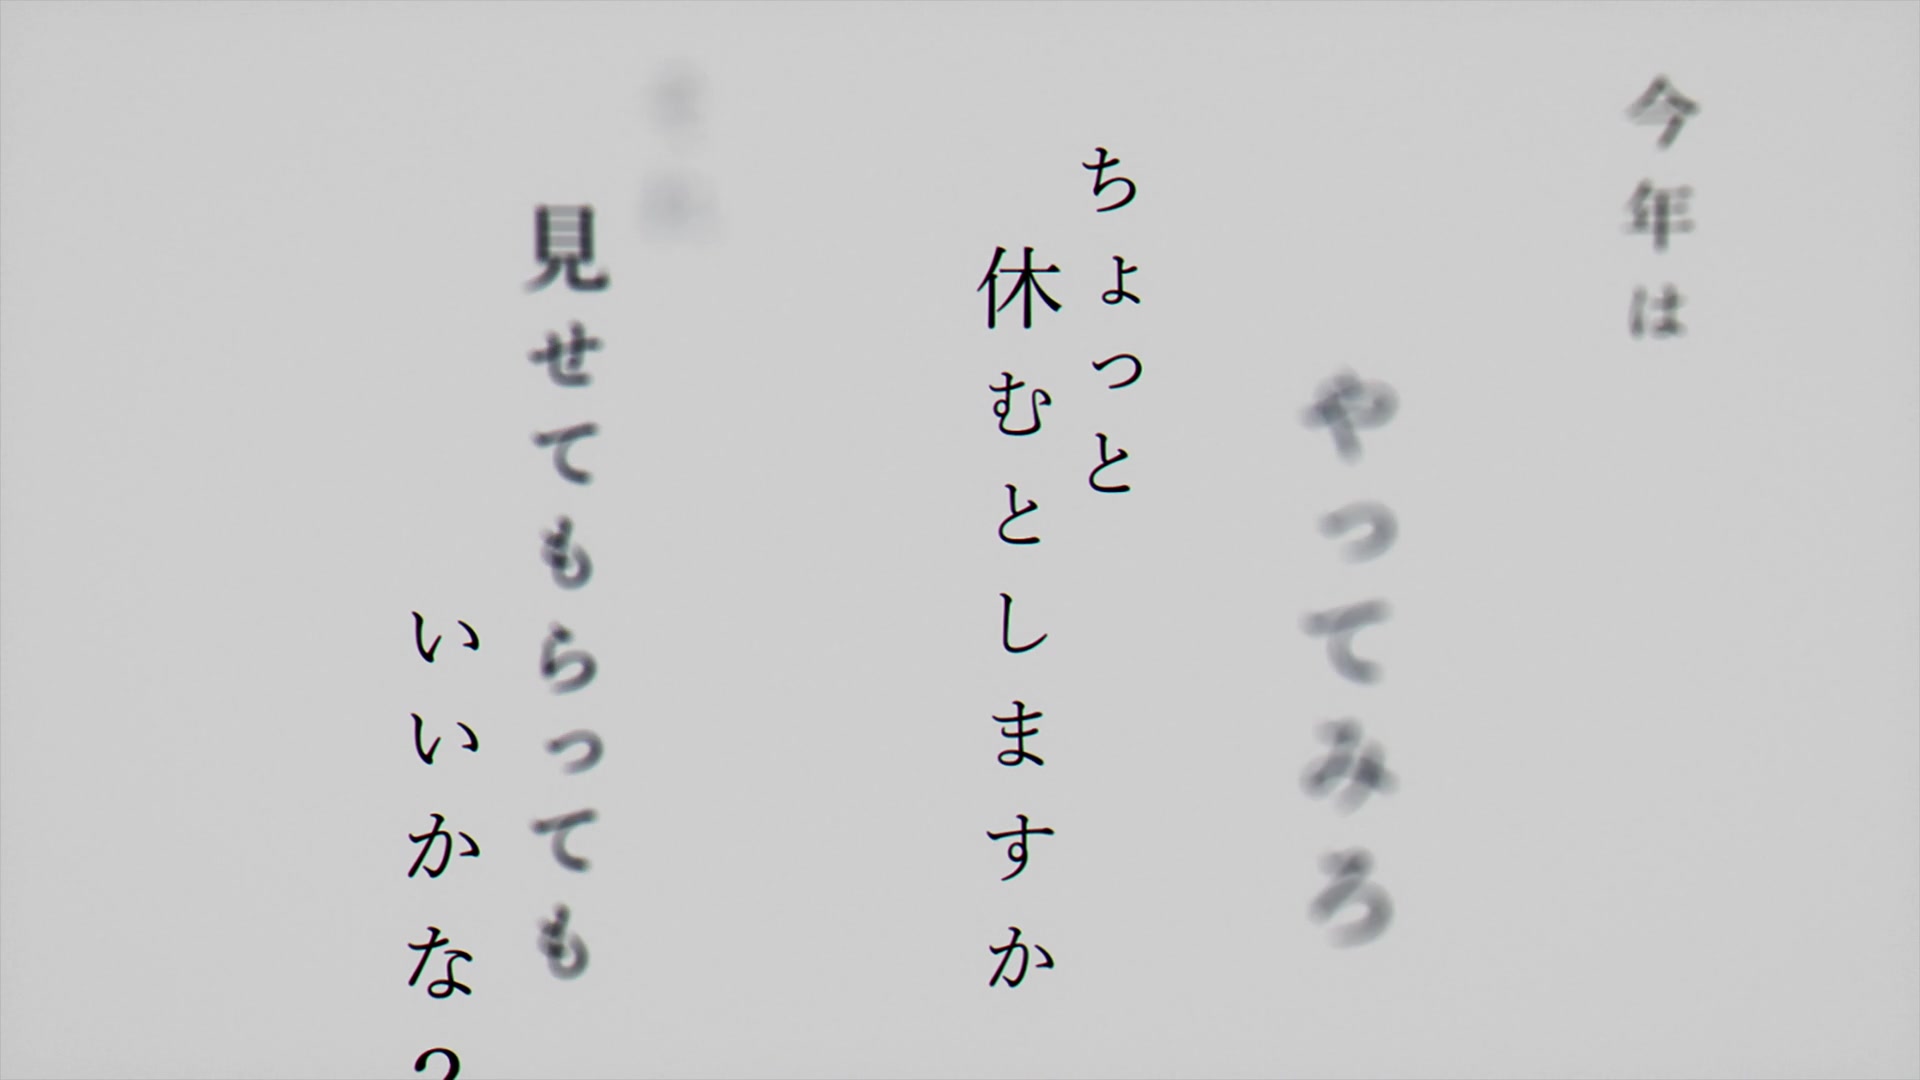 今年は
やってみろ
ちょっと
休むとしますか
見せてもらっても
いいかな?